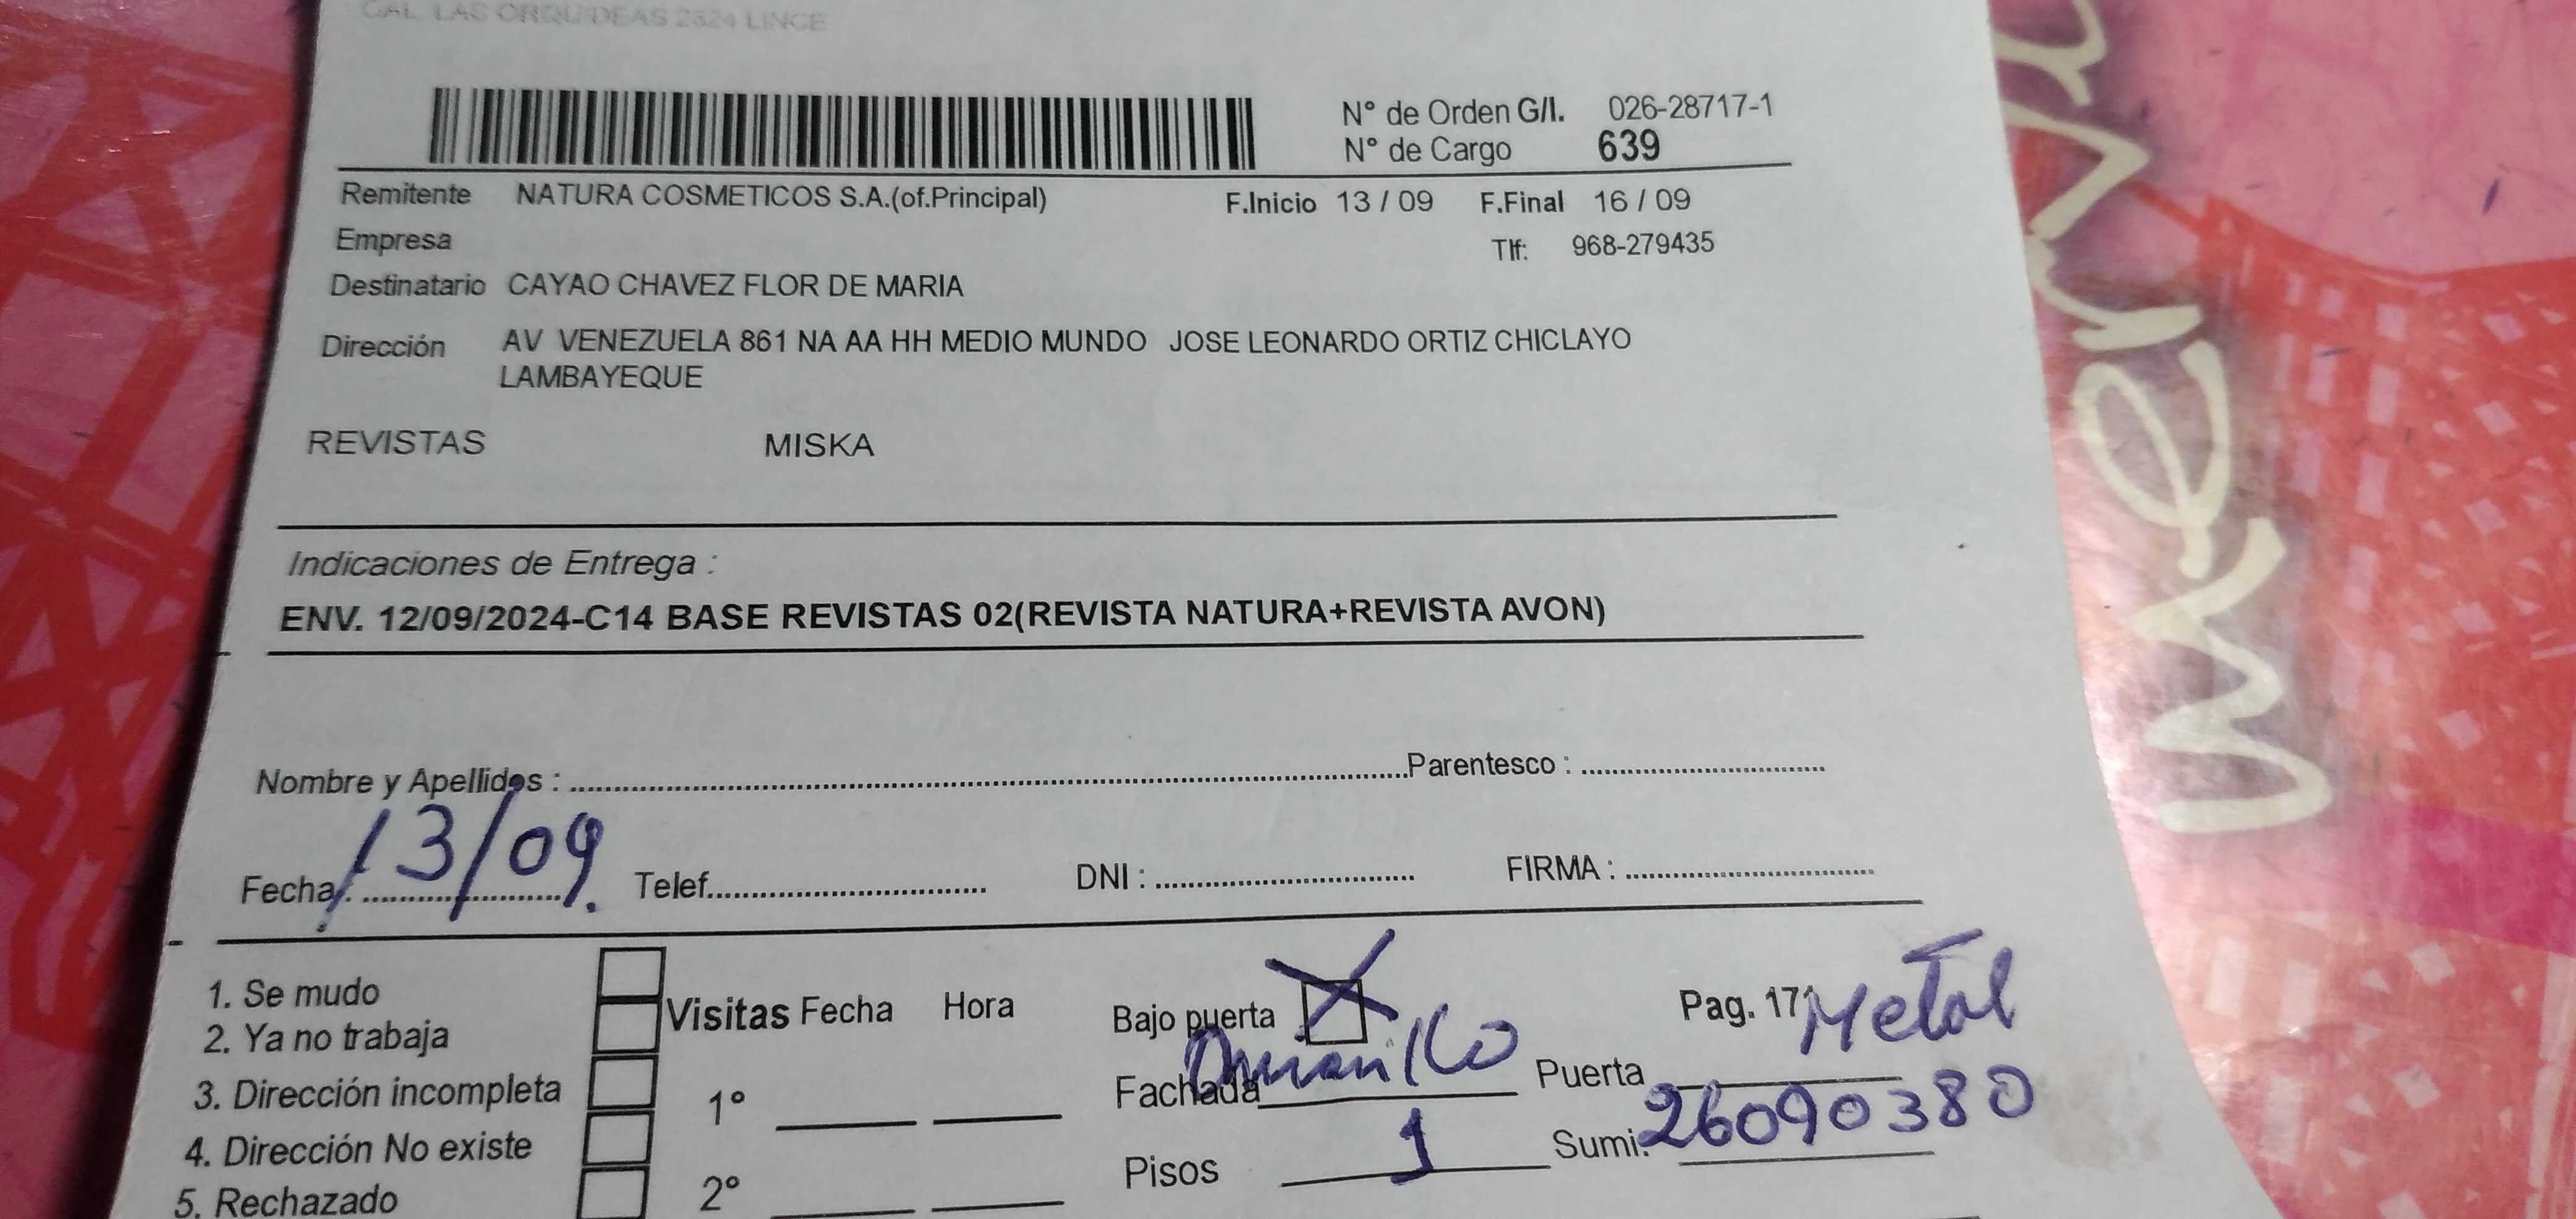 CAL. LAS ORQUIDEAS 2624 LINCE
N° de Orden G/I. 026-28717-1
N° de Cargo 639
Remitente NATURA COSMETICOS S.A.(of.Principal) F.Inicio 13 / 09 F.Final 16 / 09
Empresa Tlf: 968-279435
Destinatario CAYAO CHAVEZ FLOR DE MARIA
Dirección AV VENEZUELA 861 NA AA HH MEDIO MUNDO JOSE LEONARDO ORTIZ CHICLAYO
LAMBAYEQUE
REVISTAS MISKA
Indicaciones de Entrega :
ENV. 12/09/2024-C14 BASE REVISTAS 02(REVISTA NATURA+REVISTA AVON)
Nombre y Apellidos : Parentesco :
Fecha: 13/09. Telef. DNI : FIRMA :
1. Se mudo
2. Ya no trabaja
3. Dirección incompleta
4. Dirección No existe
5. Rechazado
Visitas Fecha Hora
1°
2°
Bajo puerta X Pag. 17
Fachada Amarillo Puerta Metal
Pisos 1 Sumi. 26090380